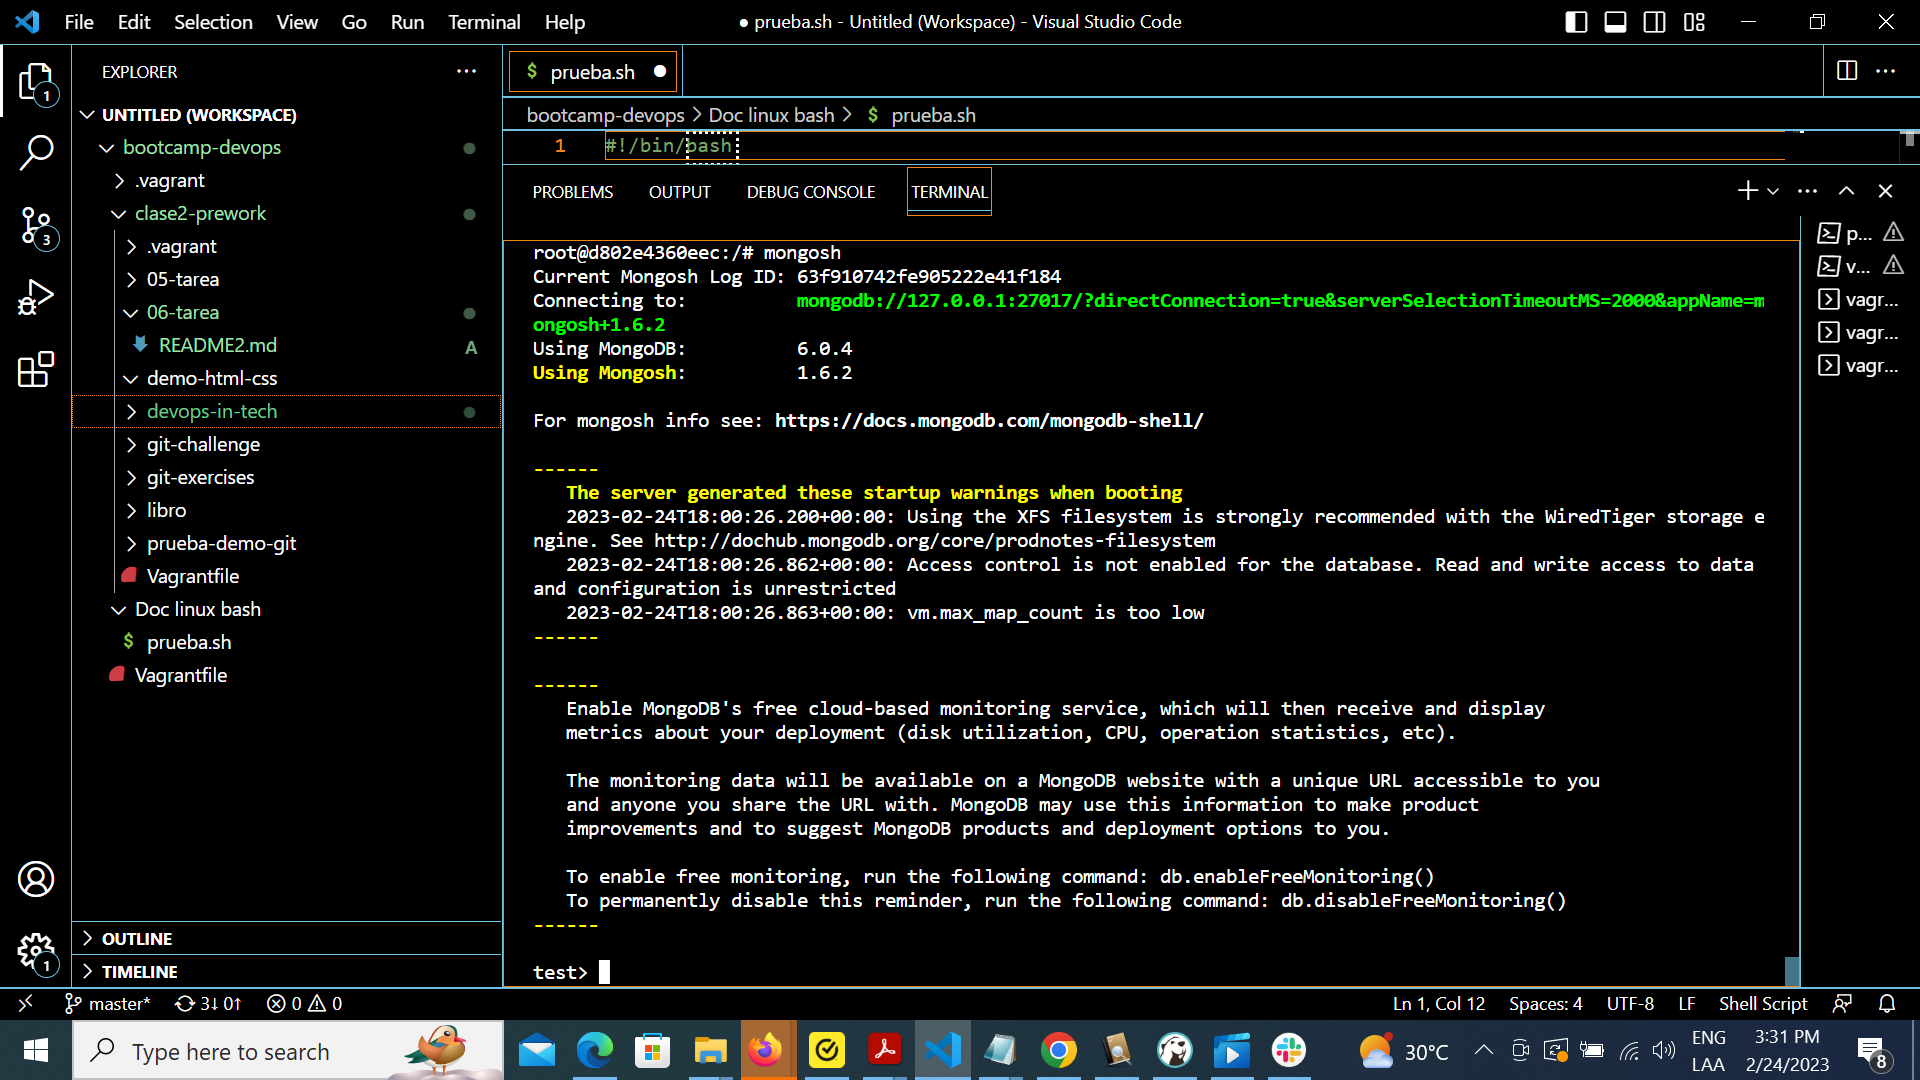 File Edit Selection View Go Run Terminal Help
● prueba.sh - Untitled (Workspace) - Visual Studio Code
EXPLORER
UNTITLED (WORKSPACE)
bootcamp-devops
.vagrant
clase2-prework
.vagrant
05-tarea
06-tarea
README2.md A
demo-html-css
devops-in-tech
git-challenge
git-exercises
libro
prueba-demo-git
Vagrantfile
Doc linux bash
$ prueba.sh
Vagrantfile
OUTLINE
TIMELINE
1
3
1
$ prueba.sh ●
bootcamp-devops > Doc linux bash > $ prueba.sh
1 #!/bin/bash
PROBLEMS OUTPUT DEBUG CONSOLE TERMINAL
root@d802e4360eec:/# mongosh
Current Mongosh Log ID: 63f910742fe905222e41f184
Connecting to: mongodb://127.0.0.1:27017/?directConnection=true&serverSelectionTimeoutMS=2000&appName=m
ongosh+1.6.2
Using MongoDB: 6.0.4
Using Mongosh: 1.6.2
For mongosh info see: https://docs.mongodb.com/mongodb-shell/
------
The server generated these startup warnings when booting
2023-02-24T18:00:26.200+00:00: Using the XFS filesystem is strongly recommended with the WiredTiger storage e
ngine. See http://dochub.mongodb.org/core/prodnotes-filesystem
2023-02-24T18:00:26.862+00:00: Access control is not enabled for the database. Read and write access to data
and configuration is unrestricted
2023-02-24T18:00:26.863+00:00: vm.max_map_count is too low
------
------
Enable MongoDB's free cloud-based monitoring service, which will then receive and display
metrics about your deployment (disk utilization, CPU, operation statistics, etc).
The monitoring data will be available on a MongoDB website with a unique URL accessible to you
and anyone you share the URL with. MongoDB may use this information to make product
improvements and to suggest MongoDB products and deployment options to you.
To enable free monitoring, run the following command: db.enableFreeMonitoring()
To permanently disable this reminder, run the following command: db.disableFreeMonitoring()
------
test>
p...
v...
vagr...
vagr...
vagr...
master* 3↓ 0↑ 0 0
Ln 1, Col 12 Spaces: 4 UTF-8 LF Shell Script
Type here to search
30°C
ENG
LAA
3:31 PM
2/24/2023
8